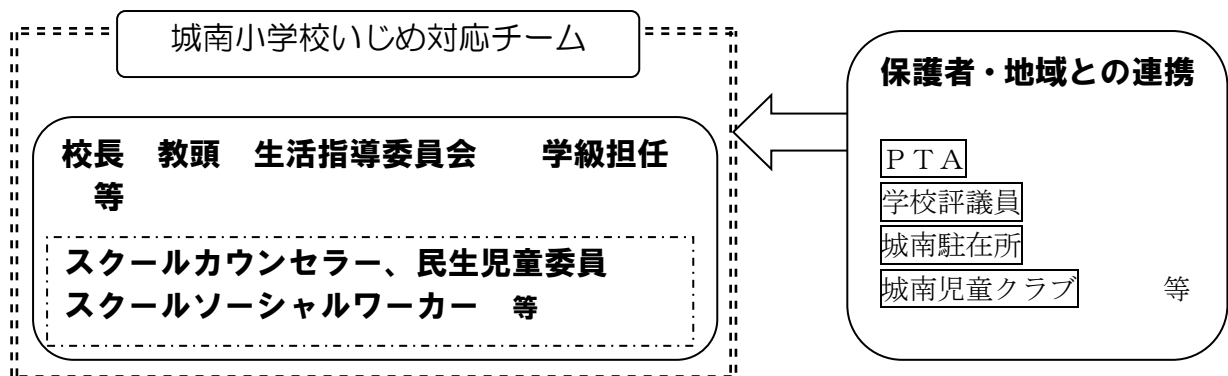 城南小学校いじめ対応チーム
校長　教頭　生活指導委員会　　学級担任
等
スクールカウンセラー、民生児童委員
スクールソーシャルワーカー　等
保護者・地域との連携
ＰＴＡ
学校評議員
城南駐在所
城南児童クラブ　　　等